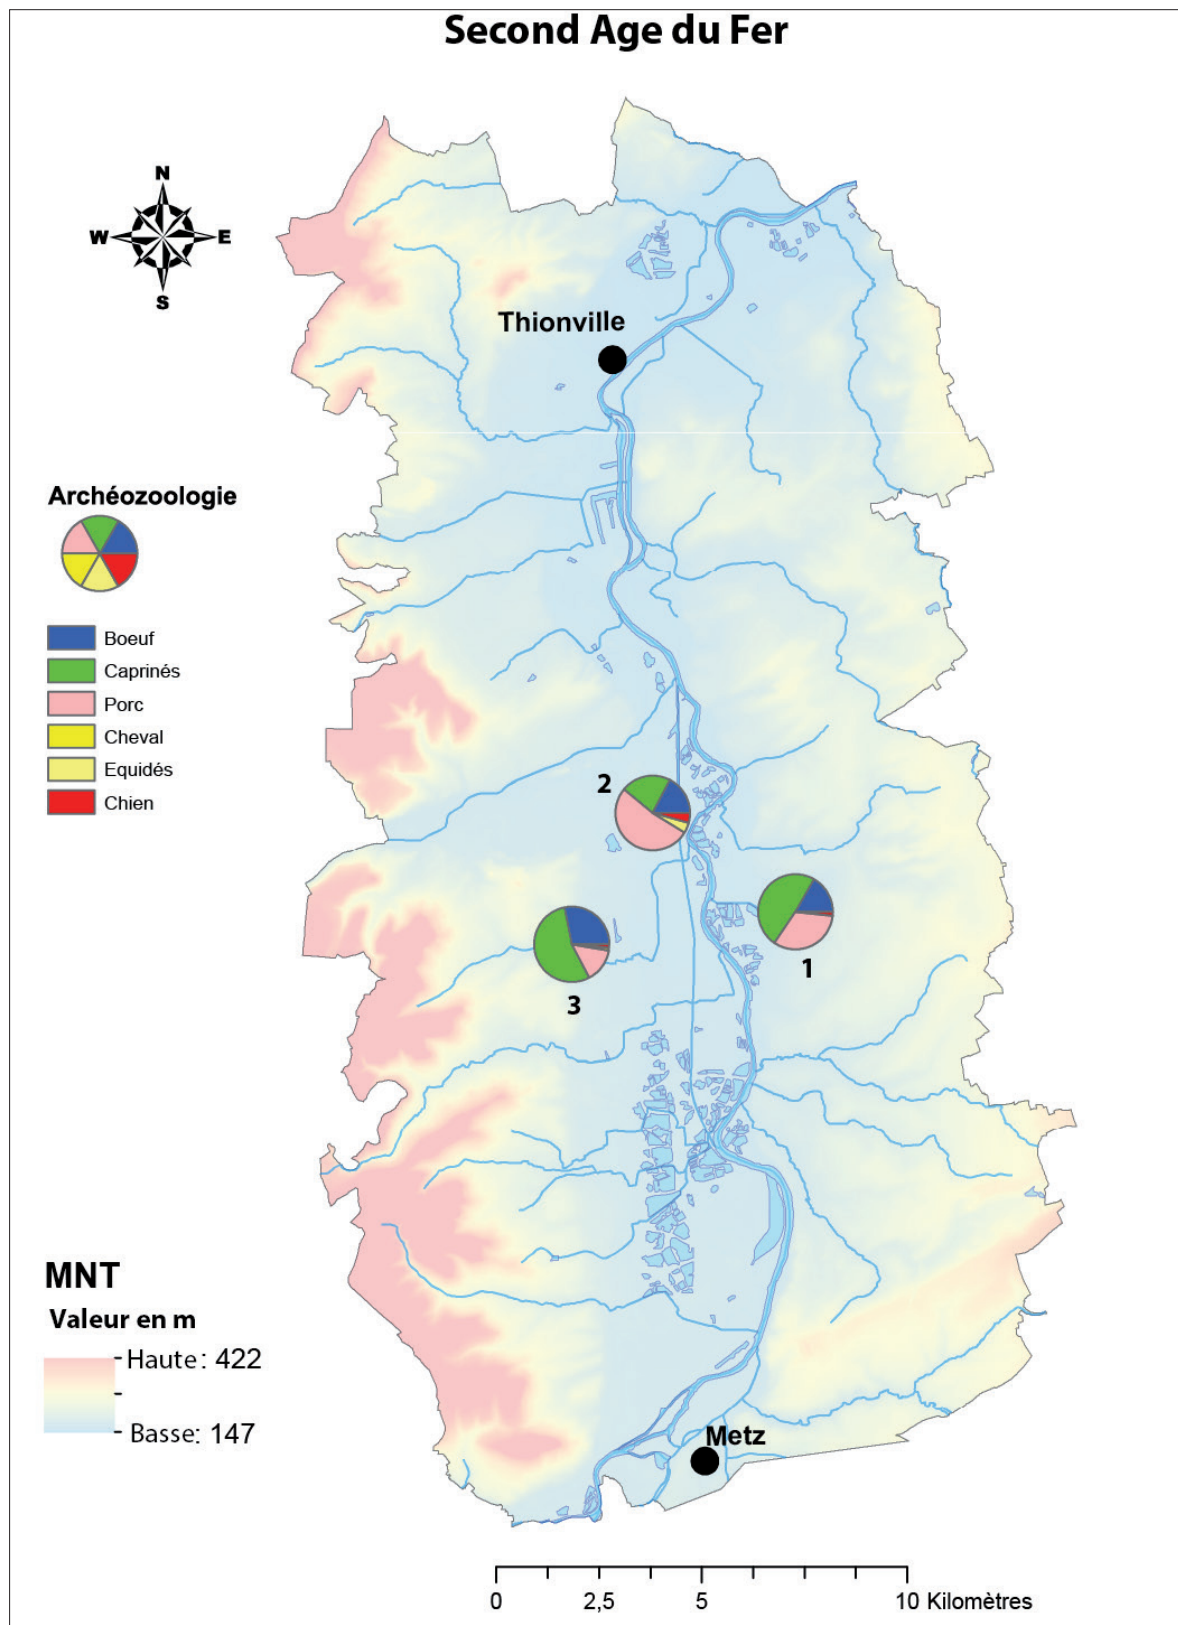 Second Age du Fer
N
W
E
S
Thionville
Archéozoologie
Boeuf
Caprinés
Porc
Cheval
Equidés
Chien
2
1
3
MNT
Valeur en m
Haute: 422
Basse: 147
Metz
0 2,5 5 10 Kilomètres